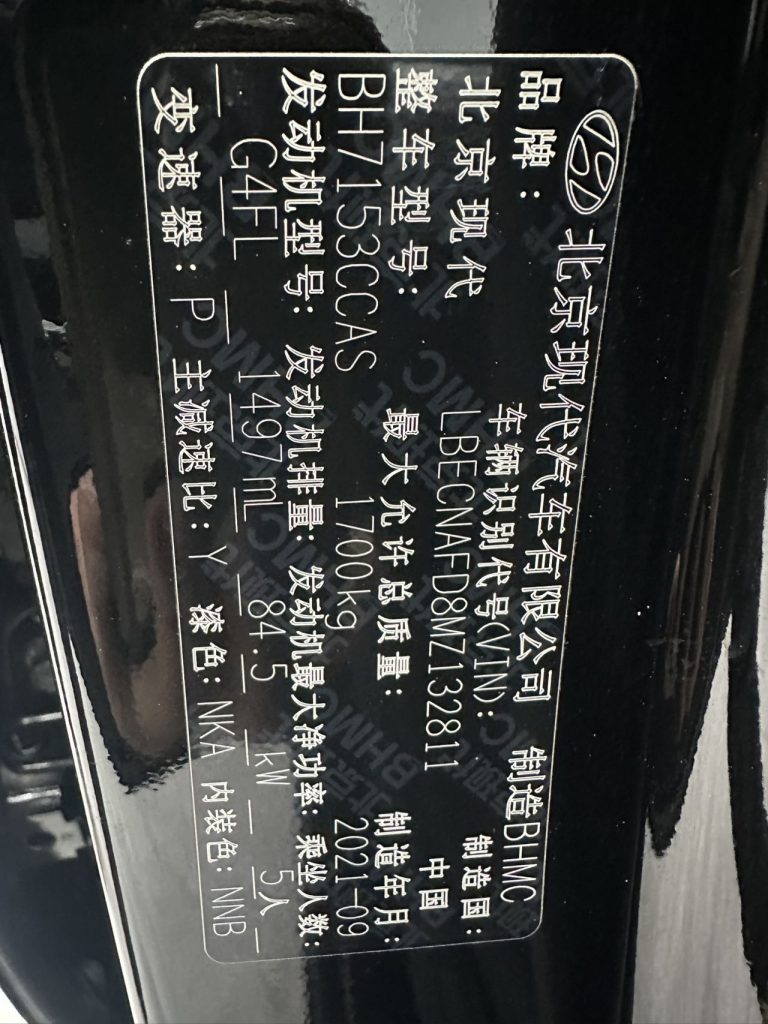 北京现代汽车有限公司 制造BHMC
品牌: 车辆识别代号(VIN): 制造国:
北京现代 LBECNAFD8MZ132811 中国
整车型号: 最大允许总质量: 制造年月:
BH7153CCAS 1700kg 2021-09
发动机型号: 发动机排量: 发动机最大净功率: 乘坐人数:
G4FL 1497mL 84.5 kW 5人
变速器: P 主减速比: Y 漆色: NKA 内装色: NNB